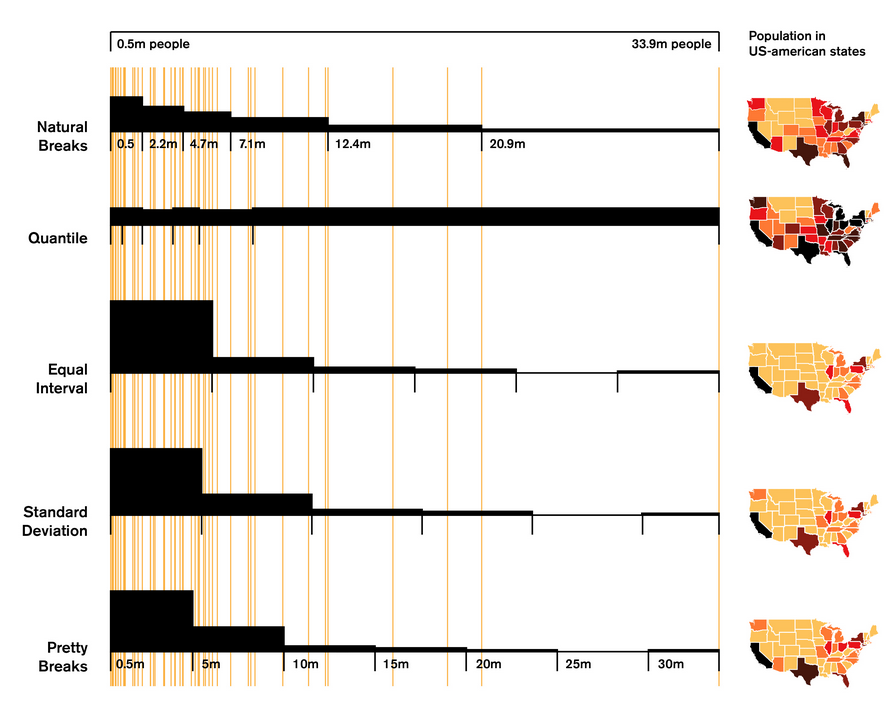 0.5m people
33.9m people
Population in
US-american states
Natural
Breaks
0.5
2.2m
4.7m
7.1m
12.4m
20.9m
Quantile
Equal
Interval
Standard
Deviation
Pretty
Breaks
0.5m
5m
10m
15m
20m
25m
30m